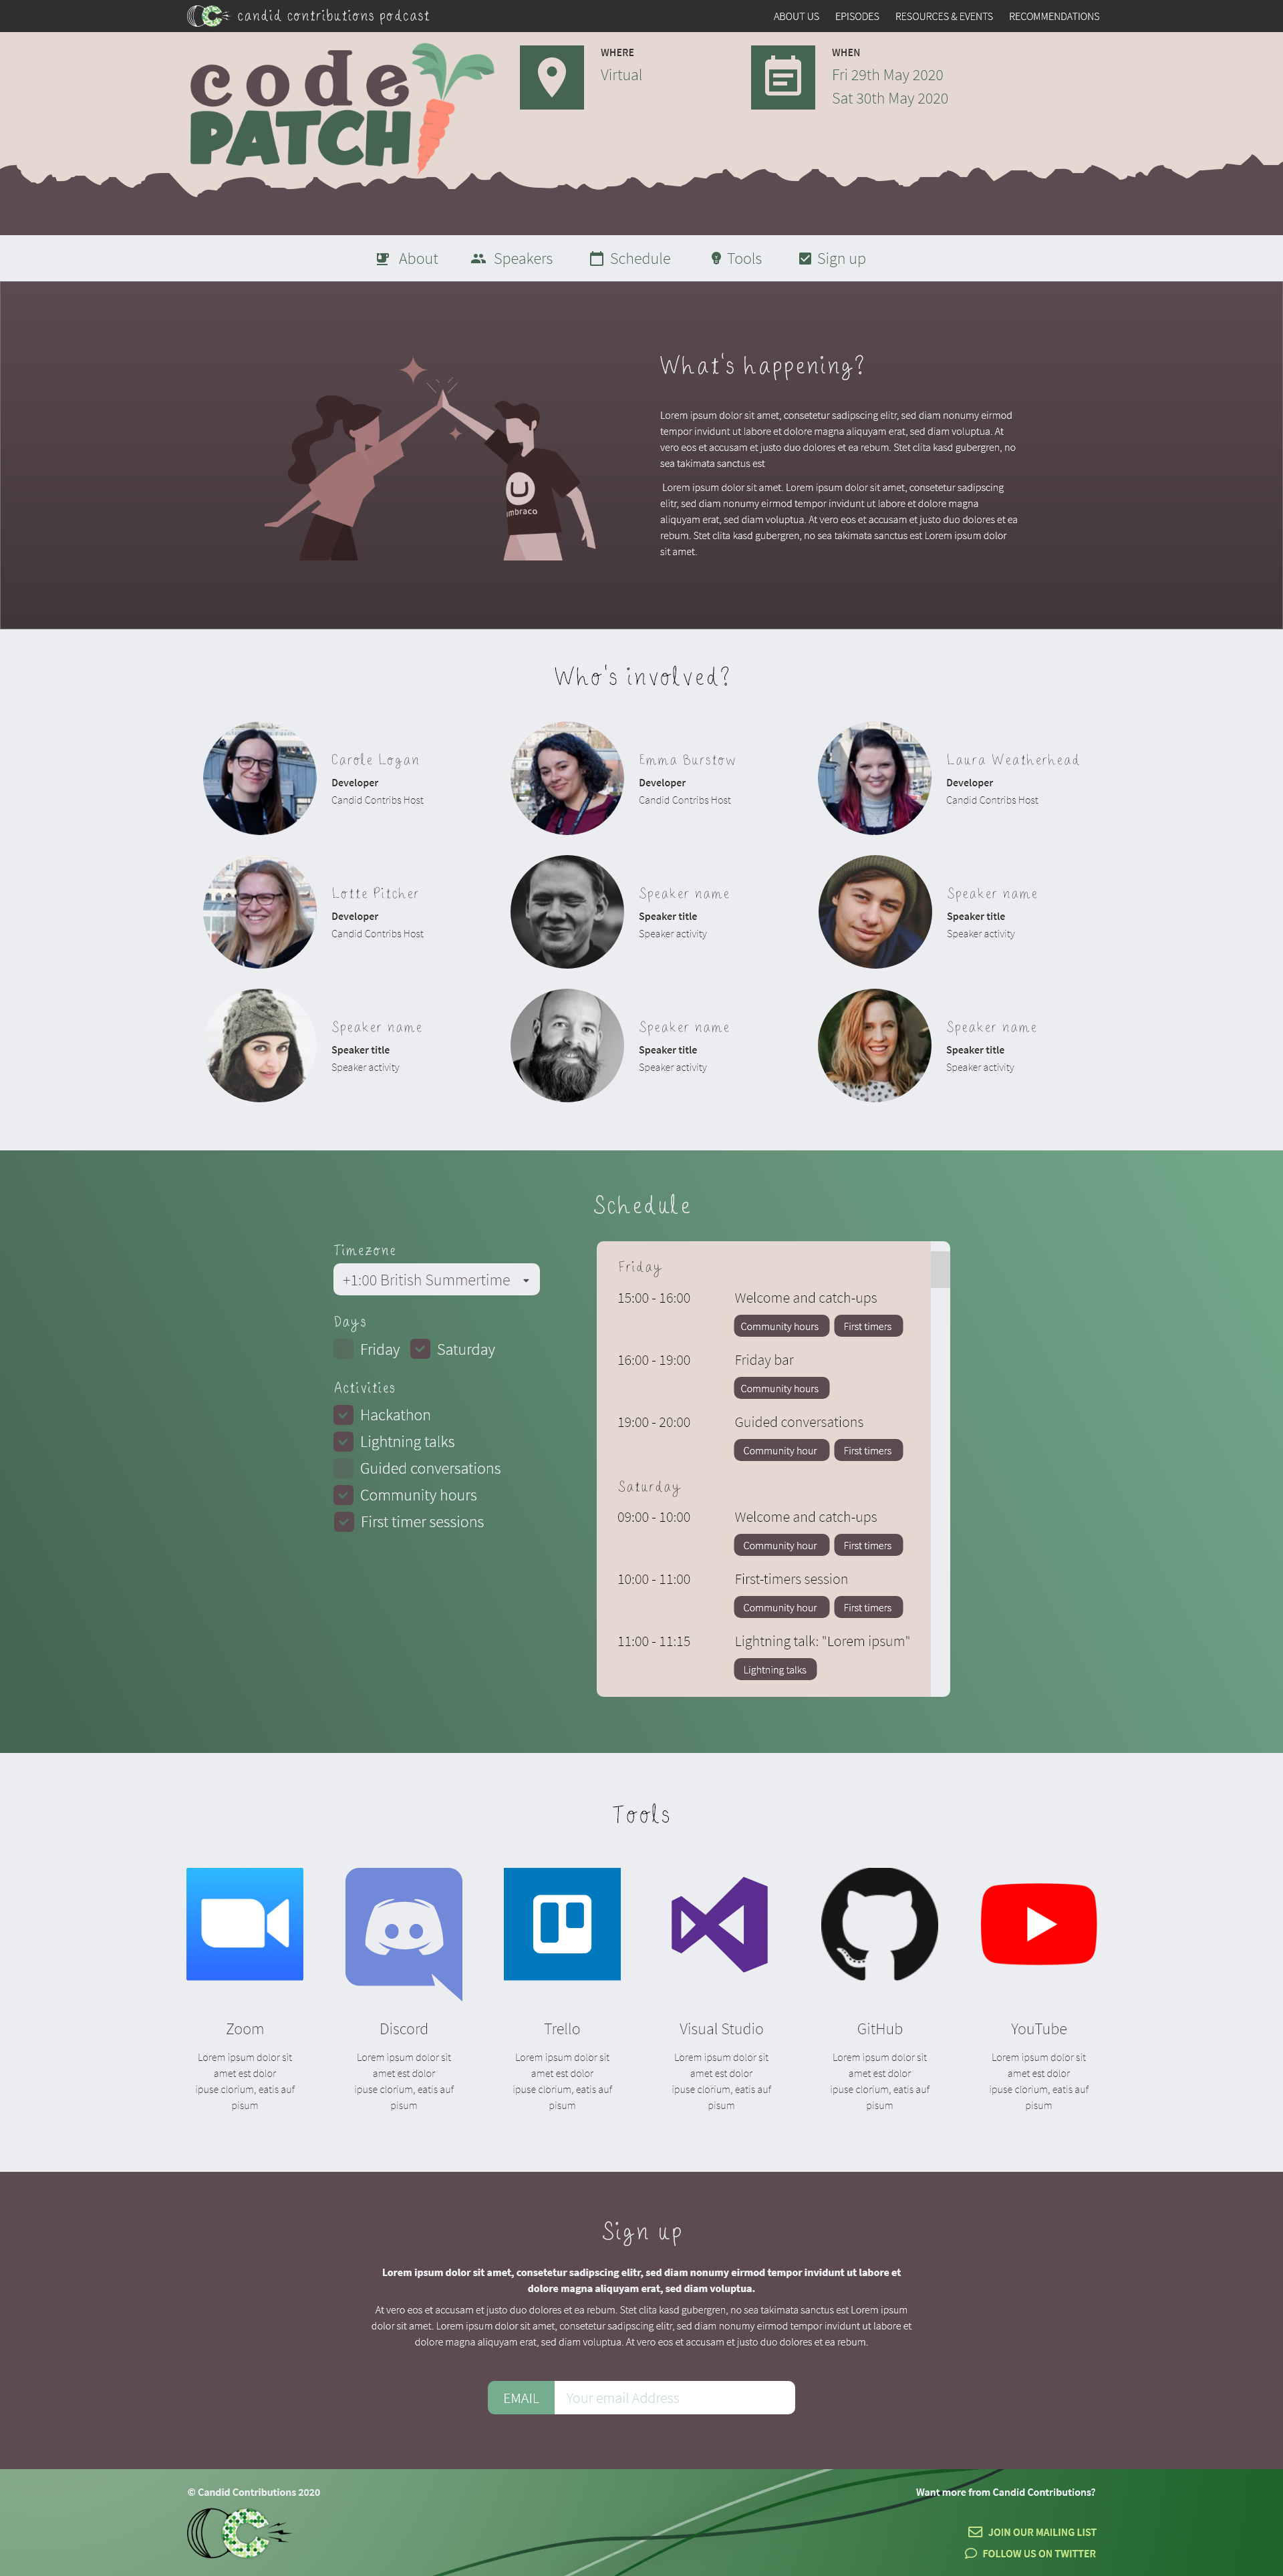 candid contributions podcast
ABOUT US EPISODES RESOURCES & EVENTS RECOMMENDATIONS
code
PATCH
WHERE
Virtual
WHEN
Fri 29th May 2020
Sat 30th May 2020
About Speakers Schedule Tools Sign up
What's happening?
Lorem ipsum dolor sit amet, consetetur sadipscing elitr, sed diam nonumy eirmod
tempor invidunt ut labore et dolore magna aliquyam erat, sed diam voluptua. At
vero eos et accusam et justo duo dolores et ea rebum. Stet clita kasd gubergren, no
sea takimata sanctus est
Lorem ipsum dolor sit amet. Lorem ipsum dolor sit amet, consetetur sadipscing
elitr, sed diam nonumy eirmod tempor invidunt ut labore et dolore magna
aliquyam erat, sed diam voluptua. At vero eos et accusam et justo duo dolores et ea
rebum. Stet clita kasd gubergren, no sea takimata sanctus est Lorem ipsum dolor
sit amet.
umbraco
Who's involved?
Carole Logan
Developer
Candid Contribs Host
Emma Burstow
Developer
Candid Contribs Host
Laura Weatherhead
Developer
Candid Contribs Host
Lotte Pitcher
Developer
Candid Contribs Host
Speaker name
Speaker title
Speaker activity
Speaker name
Speaker title
Speaker activity
Speaker name
Speaker title
Speaker activity
Speaker name
Speaker title
Speaker activity
Speaker name
Speaker title
Speaker activity
Schedule
Timezone
+1:00 British Summertime
Days
Friday Saturday
Activities
Hackathon
Lightning talks
Guided conversations
Community hours
First timer sessions
Friday
15:00 - 16:00 Welcome and catch-ups
Community hours First timers
16:00 - 19:00 Friday bar
Community hours
19:00 - 20:00 Guided conversations
Community hour First timers
Saturday
09:00 - 10:00 Welcome and catch-ups
Community hour First timers
10:00 - 11:00 First-timers session
Community hour First timers
11:00 - 11:15 Lightning talk: "Lorem ipsum"
Lightning talks
Tools
Zoom
Lorem ipsum dolor sit
amet est dolor
ipuse clorium, eatis auf
pisum
Discord
Lorem ipsum dolor sit
amet est dolor
ipuse clorium, eatis auf
pisum
Trello
Lorem ipsum dolor sit
amet est dolor
ipuse clorium, eatis auf
pisum
Visual Studio
Lorem ipsum dolor sit
amet est dolor
ipuse clorium, eatis auf
pisum
GitHub
Lorem ipsum dolor sit
amet est dolor
ipuse clorium, eatis auf
pisum
YouTube
Lorem ipsum dolor sit
amet est dolor
ipuse clorium, eatis auf
pisum
Sign up
Lorem ipsum dolor sit amet, consetetur sadipscing elitr, sed diam nonumy eirmod tempor invidunt ut labore et
dolore magna aliquyam erat, sed diam voluptua.
At vero eos et accusam et justo duo dolores et ea rebum. Stet clita kasd gubergren, no sea takimata sanctus est Lorem ipsum
dolor sit amet. Lorem ipsum dolor sit amet, consetetur sadipscing elitr, sed diam nonumy eirmod tempor invidunt ut labore et
dolore magna aliquyam erat, sed diam voluptua. At vero eos et accusam et justo duo dolores et ea rebum.
EMAIL Your email Address
© Candid Contributions 2020
Want more from Candid Contributions?
JOIN OUR MAILING LIST
FOLLOW US ON TWITTER